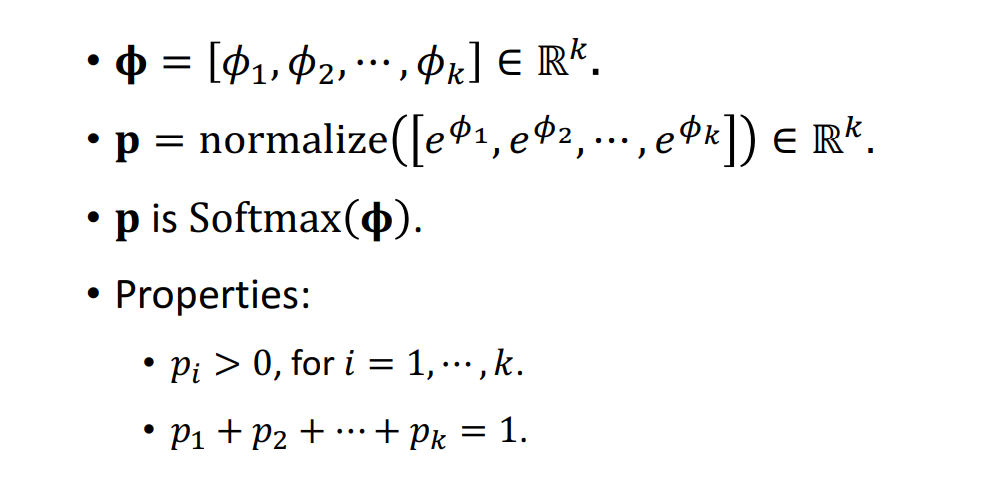 • 𝛟 = [𝜙₁, 𝜙₂, ⋯, 𝜙ₖ] ∈ ℝᵏ.
• 𝐩 = normalize([𝑒^𝜙₁, 𝑒^𝜙₂, ⋯, 𝑒^𝜙ₖ]) ∈ ℝᵏ.
• 𝐩 is Softmax(𝛟).
• Properties:
• 𝑝ᵢ > 0, for 𝑖 = 1, ⋯, 𝑘.
• 𝑝₁ + 𝑝₂ + ⋯ + 𝑝ₖ = 1.